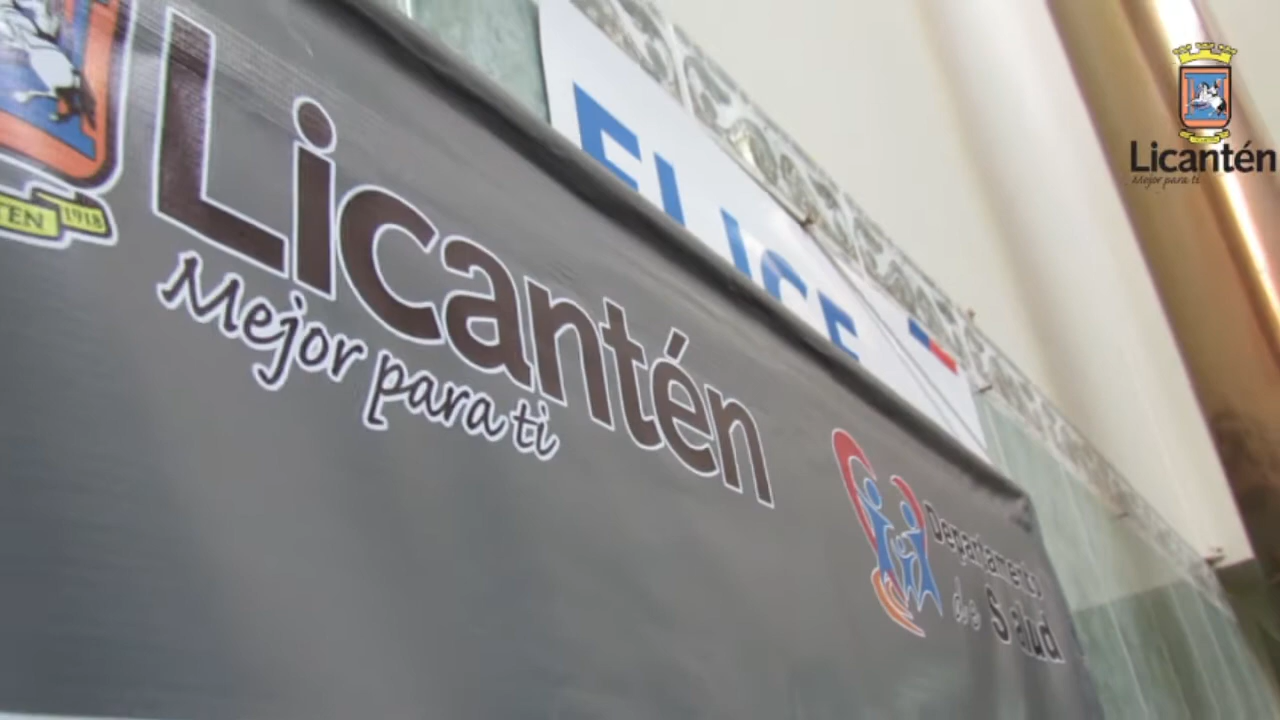 Licantén
Mejor para ti
TEN 1918
Licantén
Mejor para ti
Departamento
de Salud